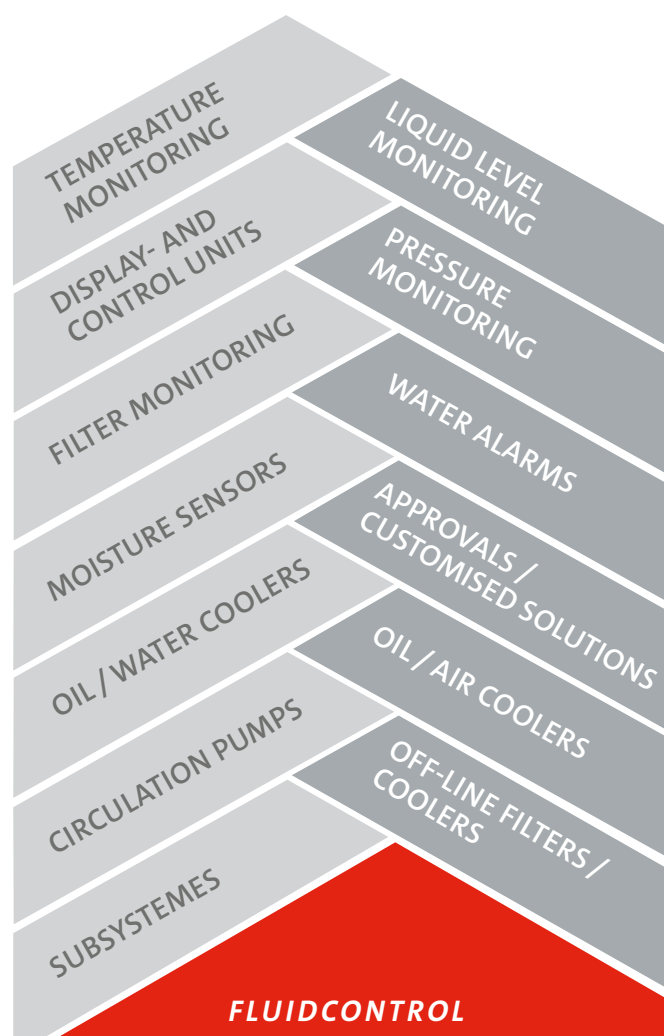 TEMPERATURE
MONITORING
LIQUID LEVEL
MONITORING
DISPLAY- AND
CONTROL UNITS
PRESSURE
MONITORING
FILTER MONITORING
WATER ALARMS
MOISTURE SENSORS
APPROVALS /
CUSTOMISED SOLUTIONS
OIL / WATER COOLERS
OIL / AIR COOLERS
CIRCULATION PUMPS
OFF-LINE FILTERS /
COOLERS
SUBSYSTEMES
FLUIDCONTROL